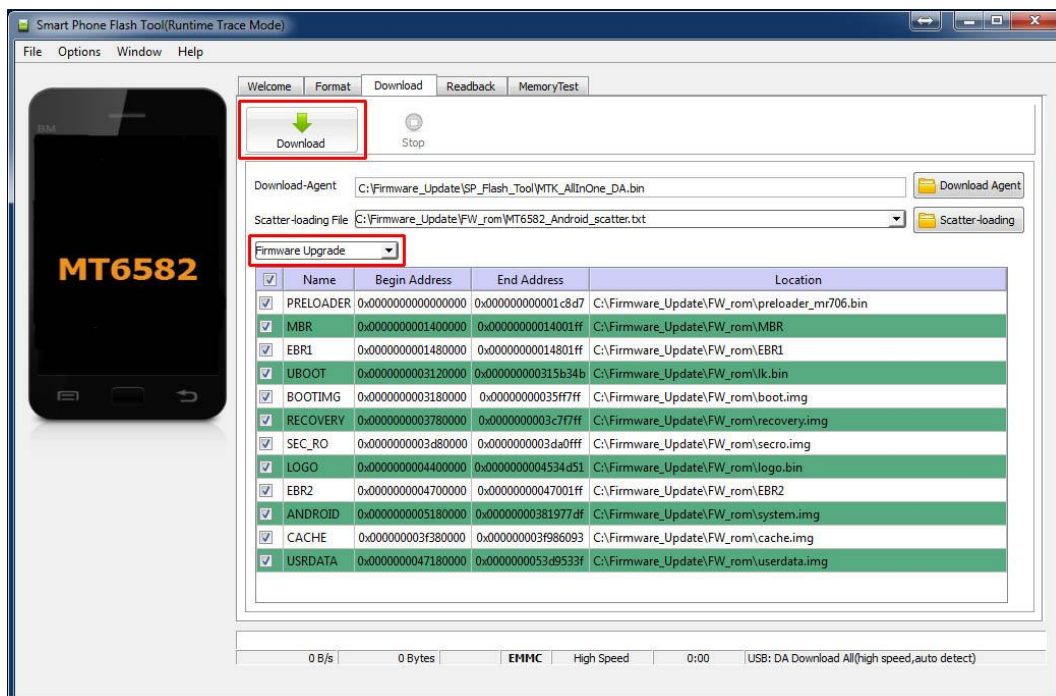 Smart Phone Flash Tool(Runtime Trace Mode)
File Options Window Help
Welcome Format Download Readback MemoryTest
BM
Download Stop
Download-Agent C:\Firmware_Update\SP_Flash_Tool\MTK_AllInOne_DA.bin Download Agent
Scatter-loading File C:\Firmware_Update\FW_rom\MT6582_Android_scatter.txt Scatter-loading
Firmware Upgrade
MT6582
Name Begin Address End Address Location
PRELOADER 0x0000000000000000 0x000000000001c8d7 C:\Firmware_Update\FW_rom\preloader_mr706.bin
MBR 0x0000000001400000 0x00000000014001ff C:\Firmware_Update\FW_rom\MBR
EBR1 0x0000000001480000 0x00000000014801ff C:\Firmware_Update\FW_rom\EBR1
UBOOT 0x0000000003120000 0x000000000315b34b C:\Firmware_Update\FW_rom\lk.bin
BOOTIMG 0x0000000003180000 0x00000000035ff7ff C:\Firmware_Update\FW_rom\boot.img
RECOVERY 0x0000000003780000 0x0000000003c7f7ff C:\Firmware_Update\FW_rom\recovery.img
SEC_RO 0x0000000003d80000 0x0000000003da0fff C:\Firmware_Update\FW_rom\secro.img
LOGO 0x0000000004400000 0x0000000004534d51 C:\Firmware_Update\FW_rom\logo.bin
EBR2 0x0000000004700000 0x00000000047001ff C:\Firmware_Update\FW_rom\EBR2
ANDROID 0x0000000005180000 0x00000000381977df C:\Firmware_Update\FW_rom\system.img
CACHE 0x000000003f380000 0x000000003f986093 C:\Firmware_Update\FW_rom\cache.img
USRDATA 0x0000000047180000 0x0000000053d9533f C:\Firmware_Update\FW_rom\userdata.img
0 B/s 0 Bytes EMMC High Speed 0:00 USB: DA Download All(high speed,auto detect)